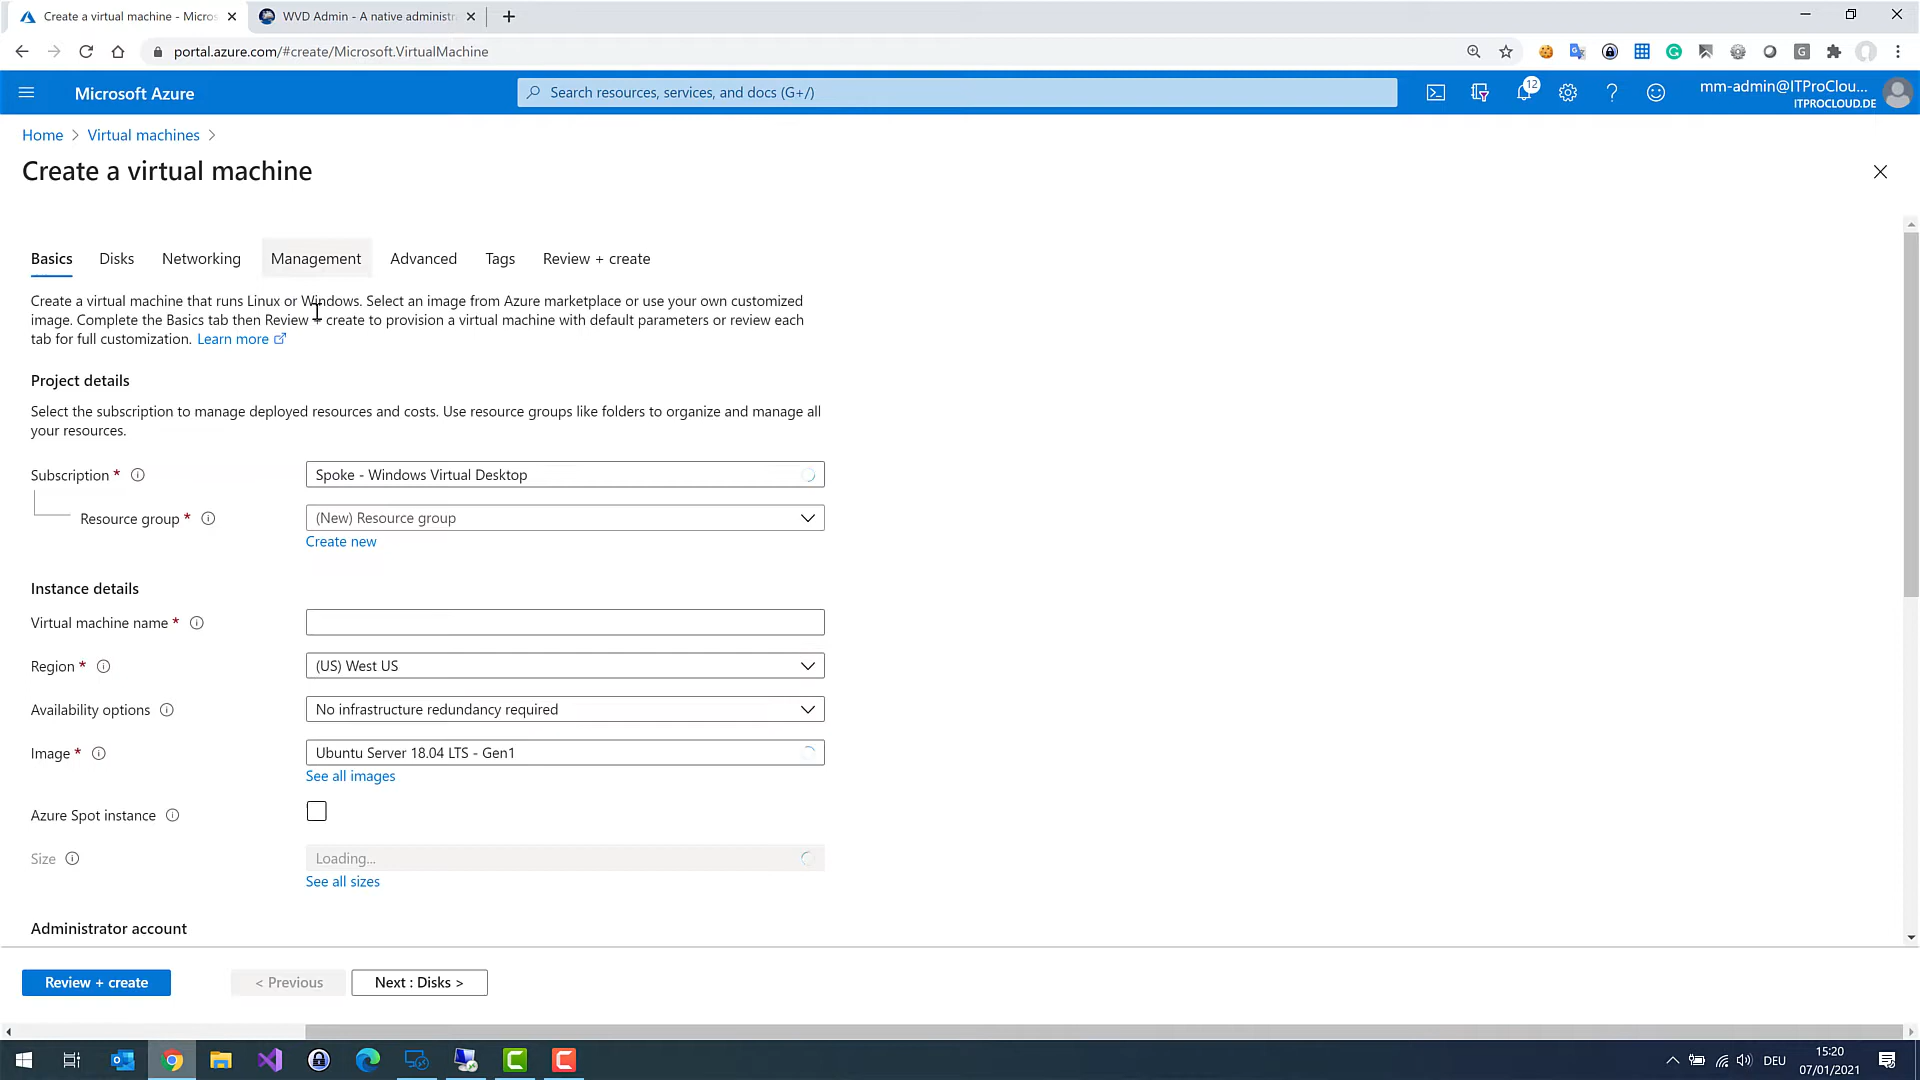 Create a virtual machine - Micros
WVD Admin - A native administr
portal.azure.com/#create/Microsoft.VirtualMachine
Microsoft Azure
Search resources, services, and docs (G+/)
12
mm-admin@ITProClou...
ITPROCLOUD.DE
Home > Virtual machines >
Create a virtual machine
Basics Disks Networking Management Advanced Tags Review + create
Create a virtual machine that runs Linux or Windows. Select an image from Azure marketplace or use your own customized
image. Complete the Basics tab then Review + create to provision a virtual machine with default parameters or review each
tab for full customization. Learn more
Project details
Select the subscription to manage deployed resources and costs. Use resource groups like folders to organize and manage all
your resources.
Subscription * Spoke - Windows Virtual Desktop
Resource group * (New) Resource group
Create new
Instance details
Virtual machine name *
Region * (US) West US
Availability options No infrastructure redundancy required
Image * Ubuntu Server 18.04 LTS - Gen1
See all images
Azure Spot instance
Size Loading...
See all sizes
Administrator account
Review + create < Previous Next : Disks >
DEU
15:20
07/01/2021